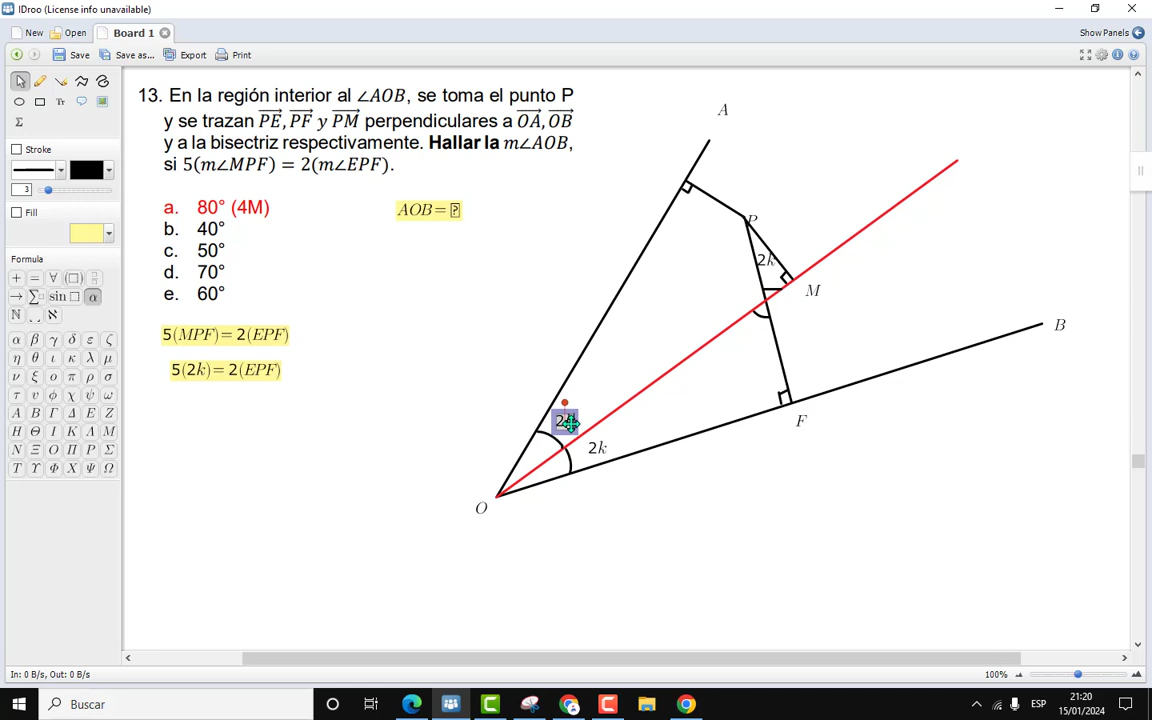 IDroo (License info unavailable)
New Open Board 1 Show Panels
Save Save as... Export Print
Tr
Σ
Stroke
3
Fill
Formula
+ = ∀ (□)
→ Σ sin □ α
ℕ ℵ
α β γ δ ε ζ
η θ ι κ λ μ
ν ξ ο π ρ σ
τ υ φ χ ψ ω
A B Γ Δ E Z
H Θ I K Λ M
N Ξ O Π P Σ
T Υ Φ X Ψ Ω
13. En la región interior al ∠AOB, se toma el punto P
y se trazan PE, PF y PM perpendiculares a OA, OB
y a la bisectriz respectivamente. Hallar la m∠AOB,
si 5(m∠MPF) = 2(m∠EPF).
a. 80° (4M)
b. 40°
c. 50°
d. 70°
e. 60°
AOB = ?
5(MPF) = 2(EPF)
5(2k) = 2(EPF)
A
P
2k
M
B
F
2k
O
In: 0 B/s, Out: 0 B/s 100%
Buscar
ESP
21:20
15/01/2024